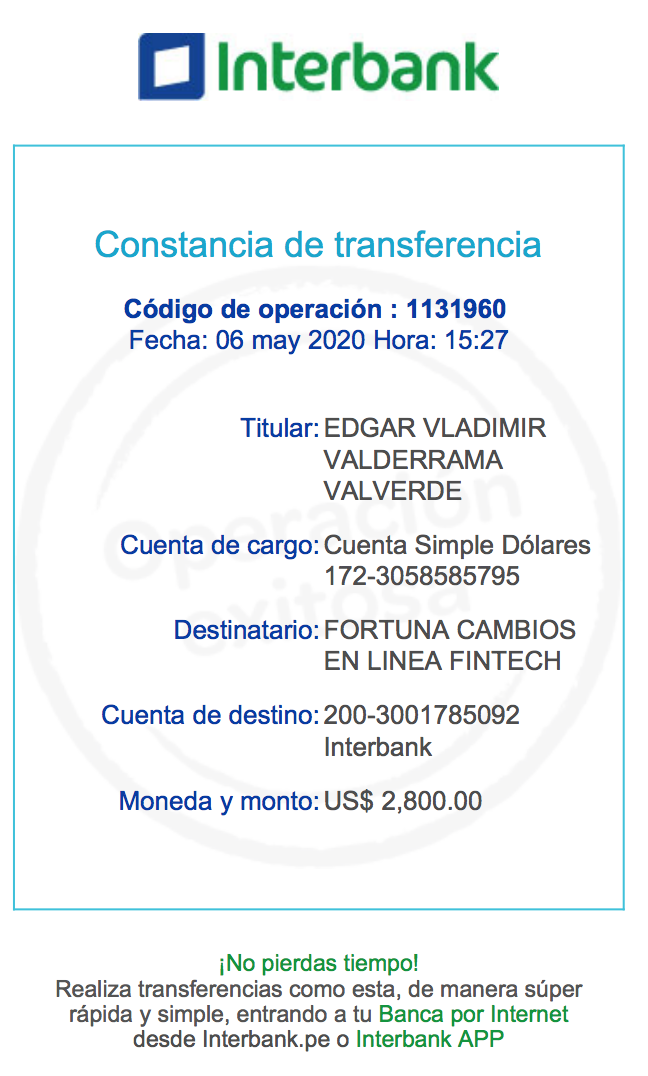 Interbank
Constancia de transferencia
Código de operación : 1131960
Fecha: 06 may 2020 Hora: 15:27
Titular: EDGAR VLADIMIR
VALDERRAMA
VALVERDE
Cuenta de cargo: Cuenta Simple Dólares
172-3058585795
Destinatario: FORTUNA CAMBIOS
EN LINEA FINTECH
Cuenta de destino: 200-3001785092
Interbank
Moneda y monto: US$ 2,800.00
Operación
exitosa
¡No pierdas tiempo!
Realiza transferencias como esta, de manera súper
rápida y simple, entrando a tu Banca por Internet
desde Interbank.pe o Interbank APP